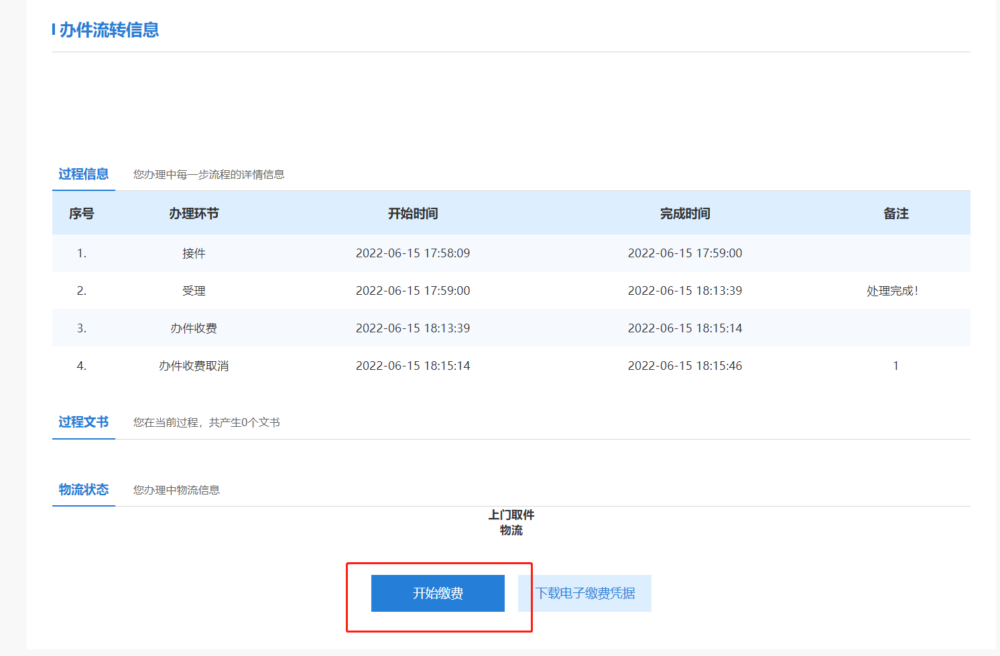 办件流转信息
过程信息 您办理中每一步流程的详情信息
序号 办理环节 开始时间 完成时间 备注
1. 接件 2022-06-15 17:58:09 2022-06-15 17:59:00
2. 受理 2022-06-15 17:59:00 2022-06-15 18:13:39 处理完成!
3. 办件收费 2022-06-15 18:13:39 2022-06-15 18:15:14
4. 办件收费取消 2022-06-15 18:15:14 2022-06-15 18:15:46 1
过程文书 您在当前过程，共产生0个文书
物流状态 您办理中物流信息
上门取件
物流
开始缴费 下载电子缴费凭据